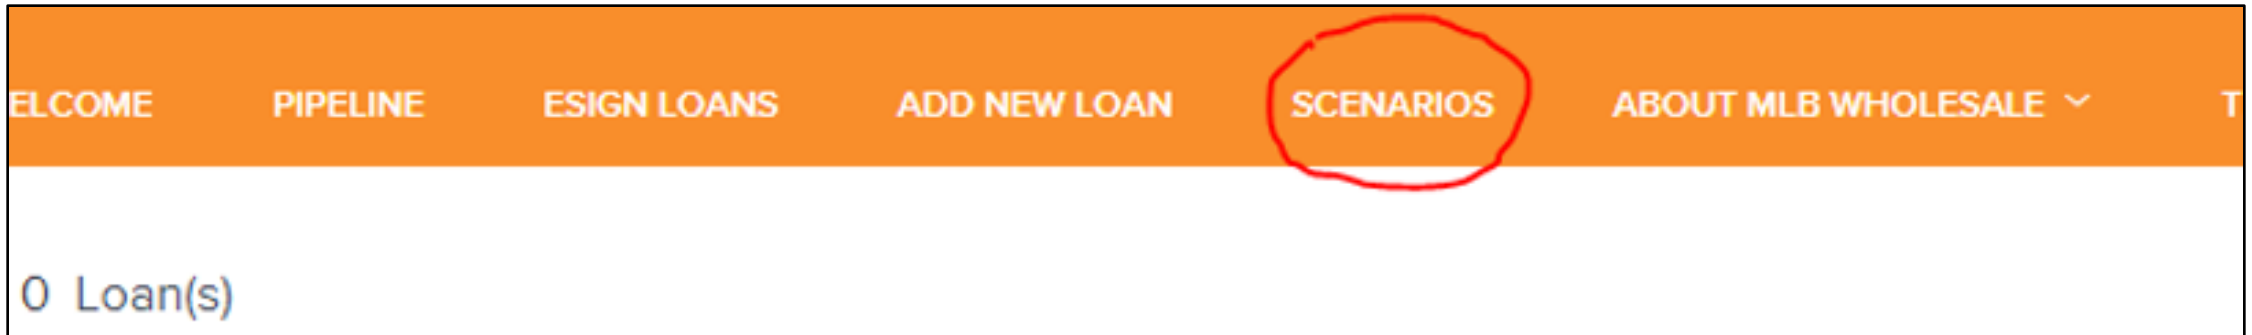 ELCOME PIPELINE ESIGN LOANS ADD NEW LOAN SCENARIOS ABOUT MLB WHOLESALE T
0 Loan(s)